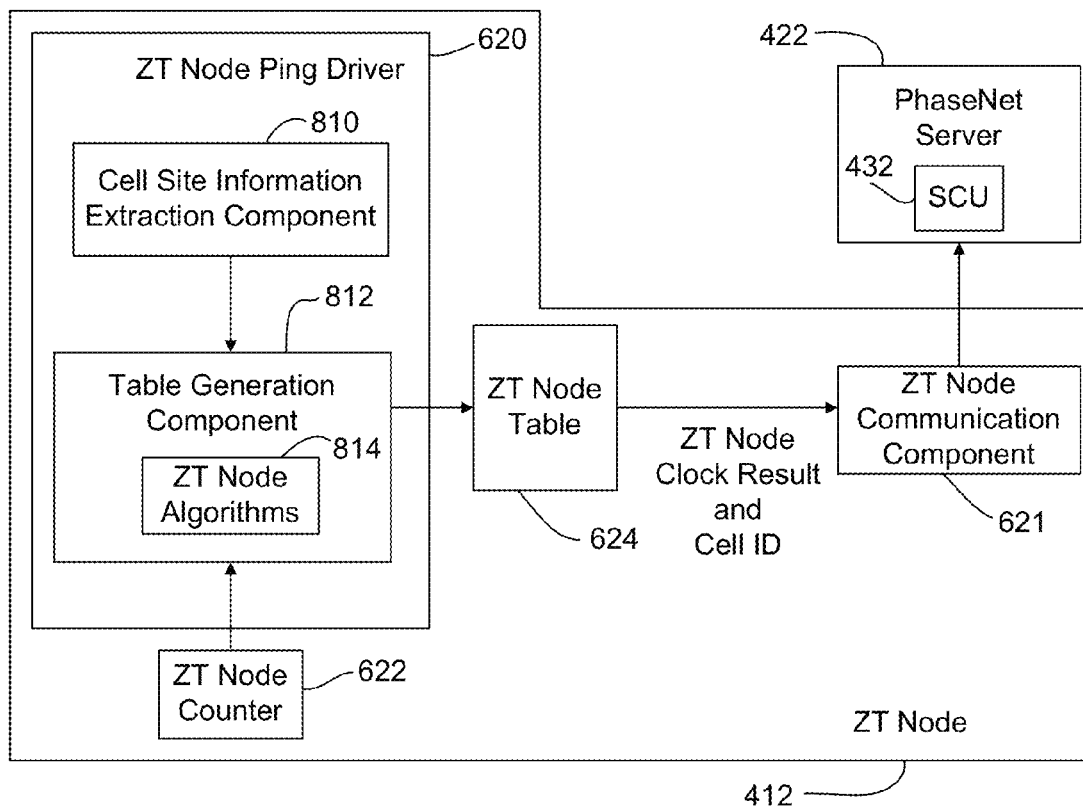 620
ZT Node Ping Driver
810
Cell Site Information
Extraction Component
812
Table Generation
Component
814
ZT Node
Algorithms
ZT Node
Counter
622
ZT Node
Table
624
ZT Node
Clock Result
and
Cell ID
422
PhaseNet
Server
432
SCU
ZT Node
Communication
Component
621
ZT Node
412